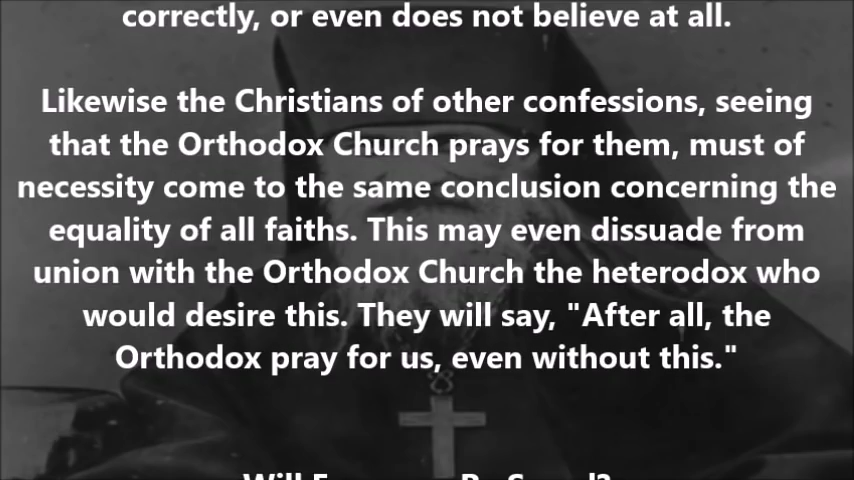 correctly, or even does not believe at all.
Likewise the Christians of other confessions, seeing
that the Orthodox Church prays for them, must of
necessity come to the same conclusion concerning the
equality of all faiths. This may even dissuade from
union with the Orthodox Church the heterodox who
would desire this. They will say, "After all, the
Orthodox pray for us, even without this."
Will